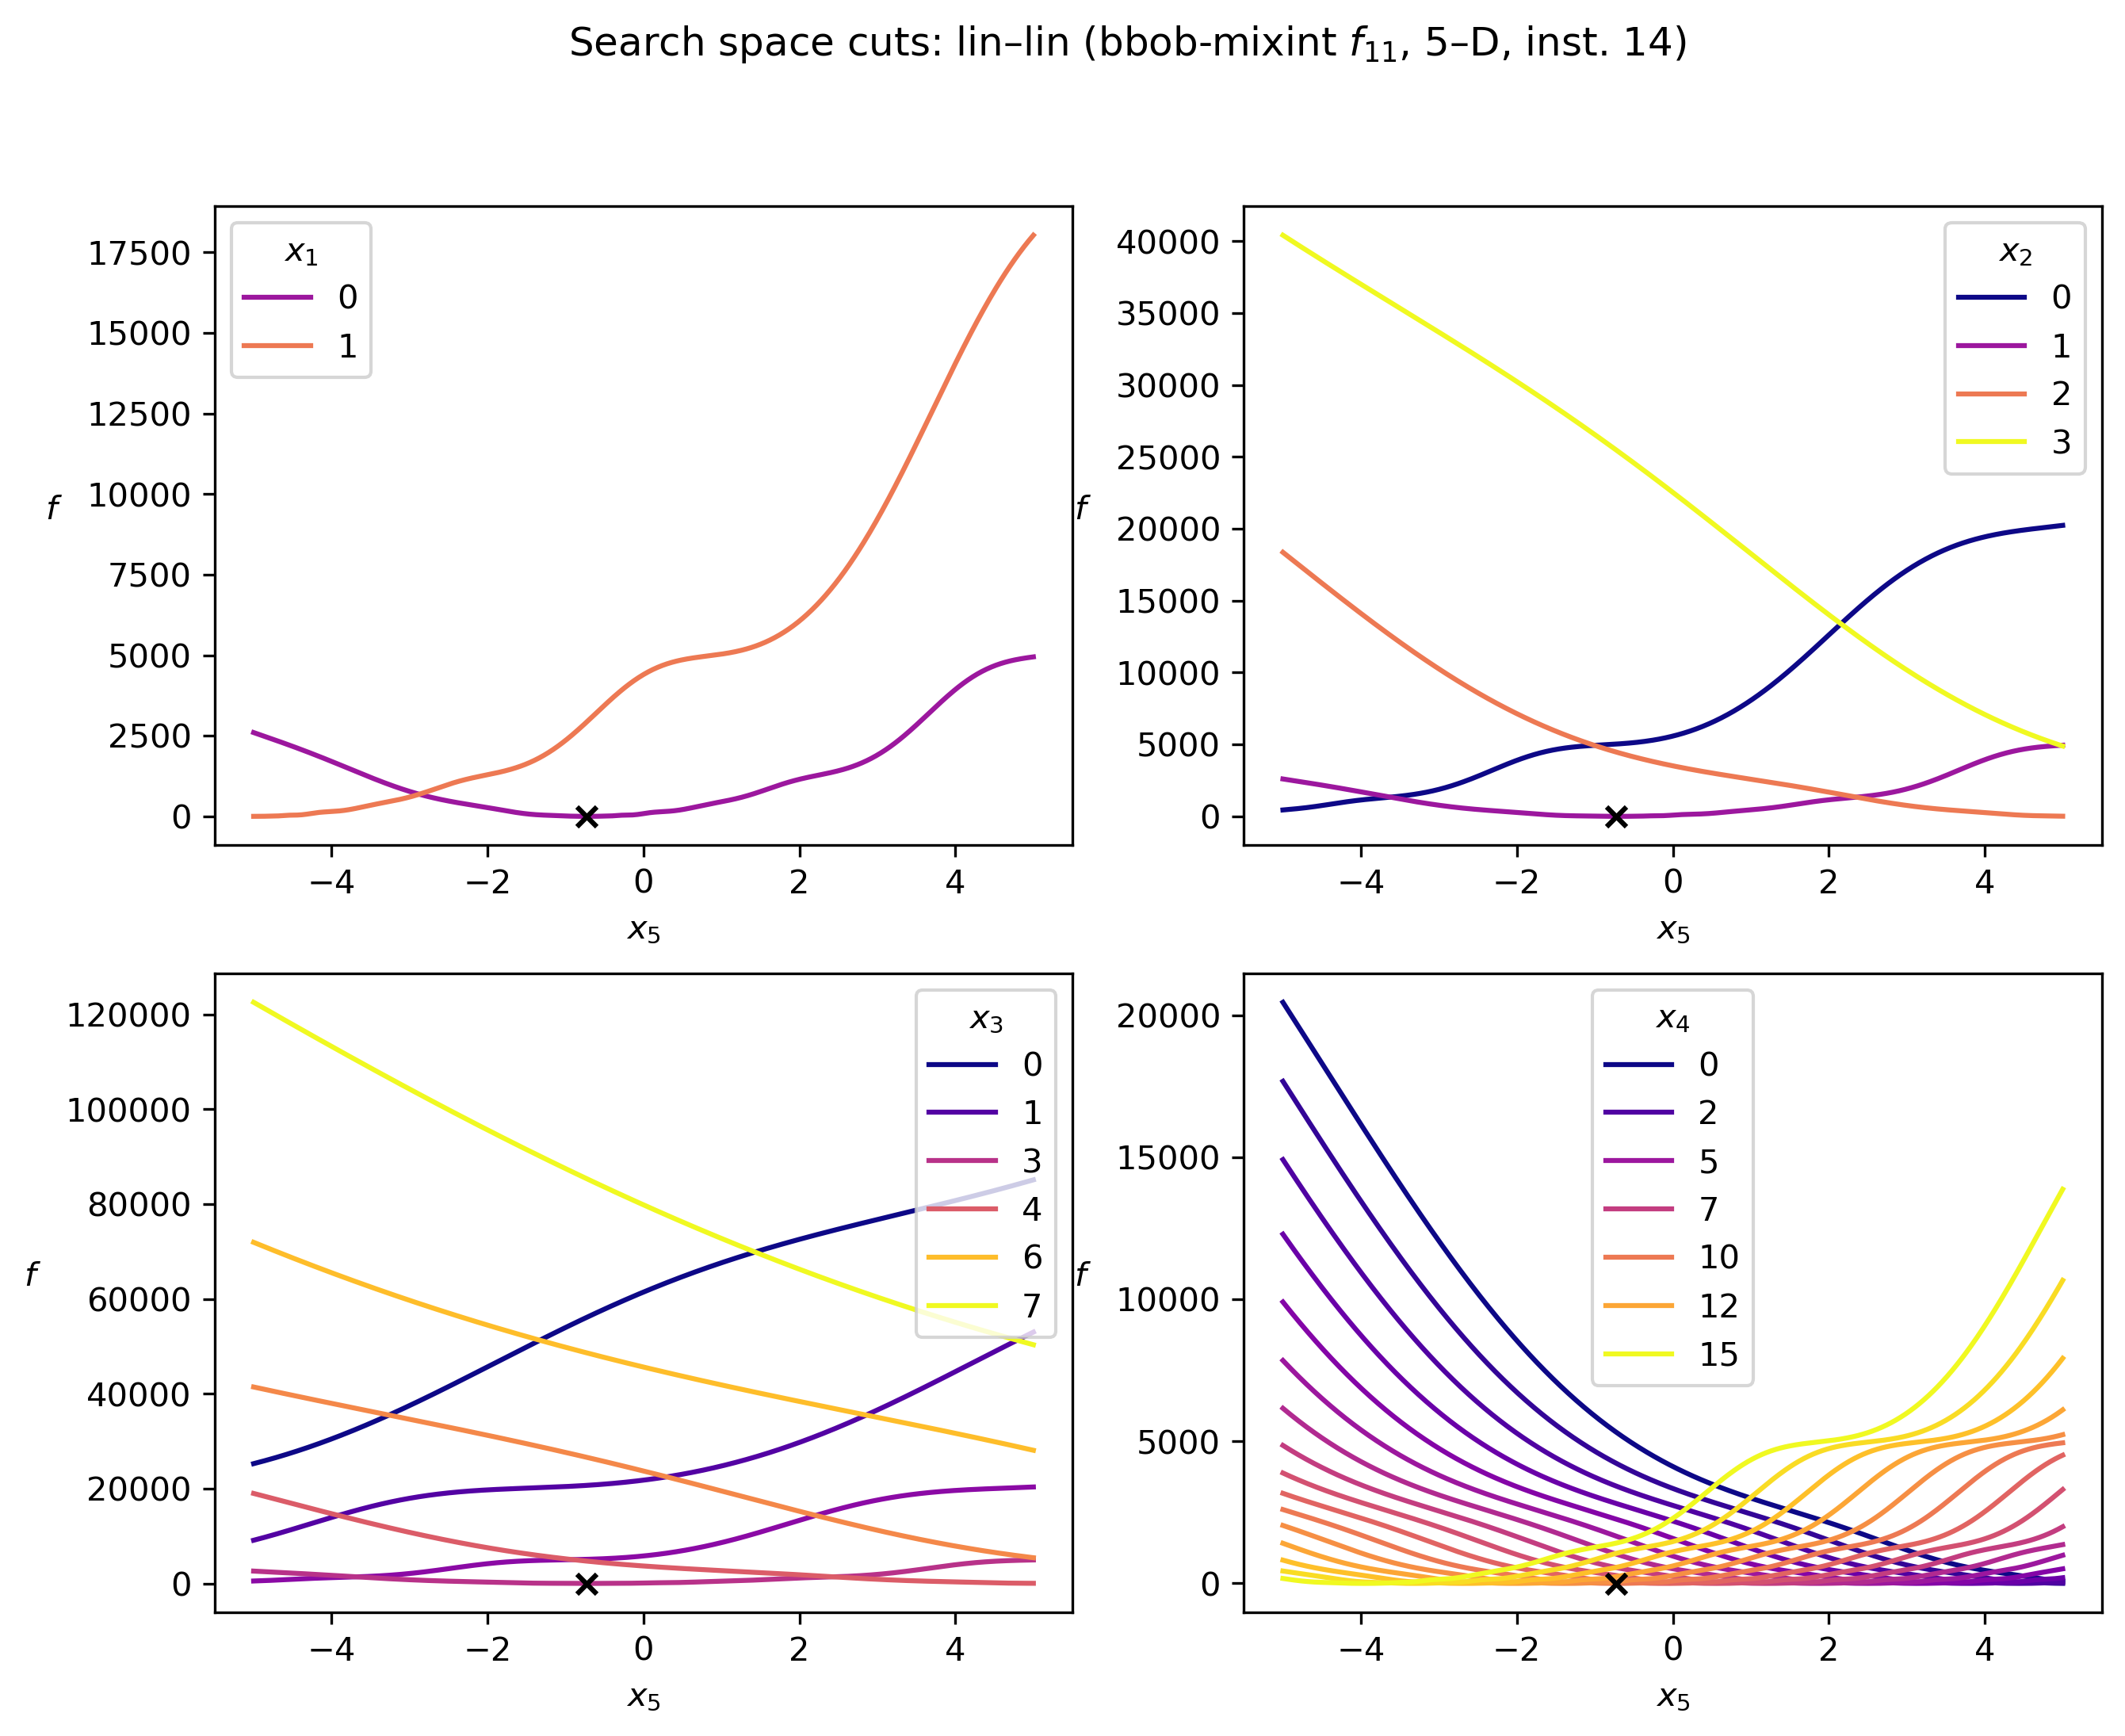 Search space cuts: lin–lin (bbob-mixint f₁₁, 5–D, inst. 14)
17500
15000
12500
10000
7500
5000
2500
0
f
x₁
0
1
−4 −2 0 2 4
x₅
40000
35000
30000
25000
20000
15000
10000
5000
0
f
x₂
0
1
2
3
−4 −2 0 2 4
x₅
120000
100000
80000
60000
40000
20000
0
f
x₃
0
1
3
4
6
7
−4 −2 0 2 4
x₅
20000
15000
10000
5000
0
f
x₄
0
2
5
7
10
12
15
−4 −2 0 2 4
x₅